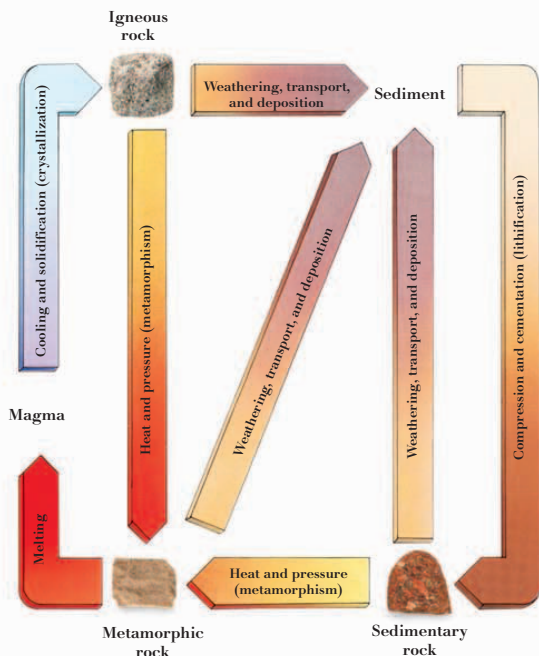 Igneous
rock
Weathering, transport,
and deposition
Sediment
Cooling and solidification (crystallization)
Heat and pressure (metamorphism)
Weathering, transport, and deposition
Weathering, transport, and deposition
Compression and cementation (lithification)
Magma
Melting
Heat and pressure
(metamorphism)
Metamorphic
rock
Sedimentary
rock